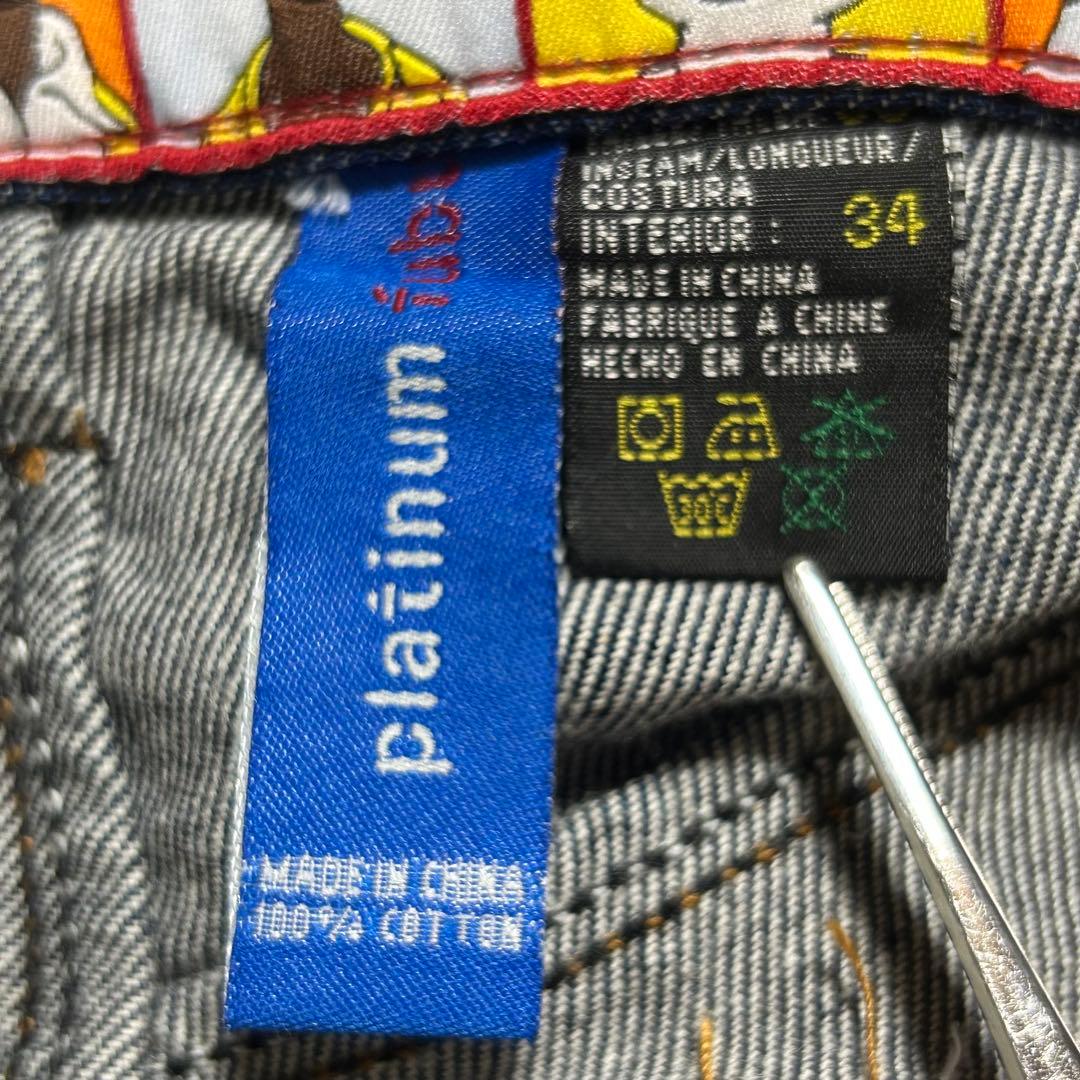 platinum fubu
MADE IN CHINA
100% COTTON
INSEAM/LONGUEUR/
COSTURA
INTERIOR : 34
MADE IN CHINA
FABRIQUE A CHINE
HECHO EN CHINA